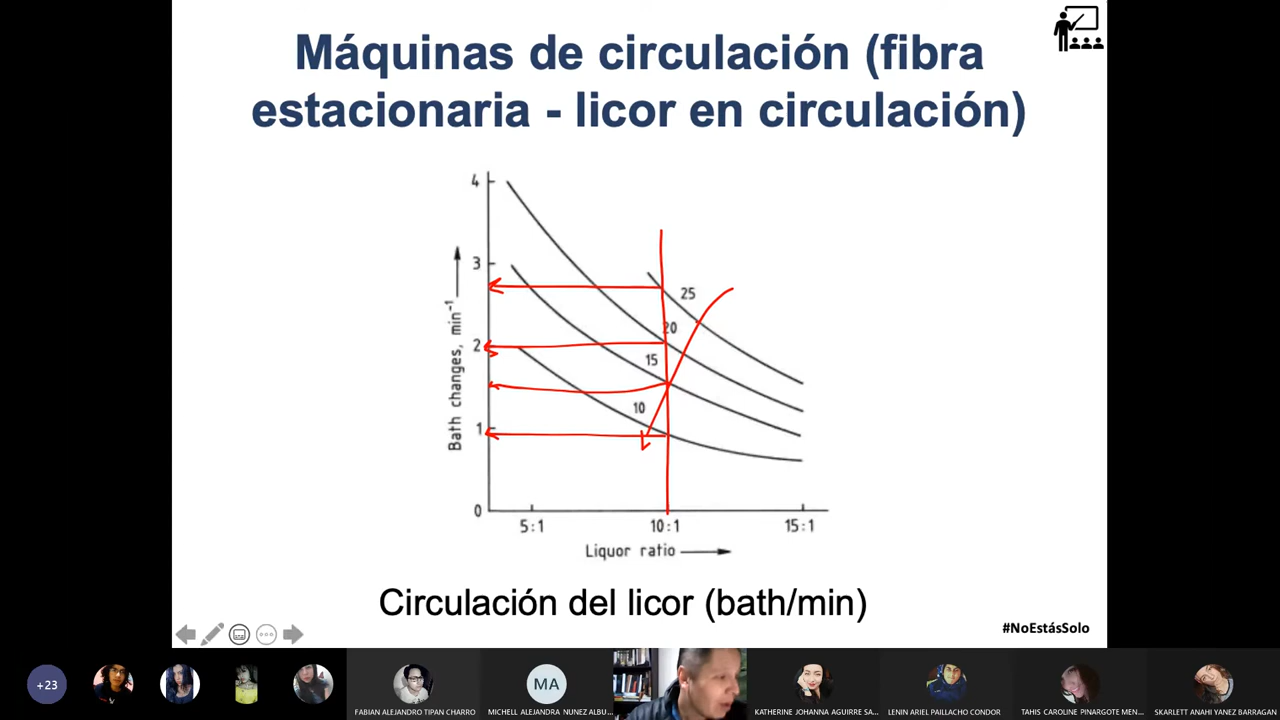 Máquinas de circulación (fibra
estacionaria - licor en circulación)
4
3
2
1
0
Bath changes, min⁻¹
25
20
15
10
5:1
10:1
15:1
Liquor ratio
Circulación del licor (bath/min)
#NoEstásSolo
+23
MA
FABIAN ALEJANDRO TIPAN CHARRO
MICHELL ALEJANDRA NUNEZ ALBU...
KATHERINE JOHANNA AGUIRRE SA...
LENIN ARIEL PAILLACHO CONDOR
TAHIS CAROLINE PINARGOTE MEN...
SKARLETT ANAHI YANEZ BARRAGAN